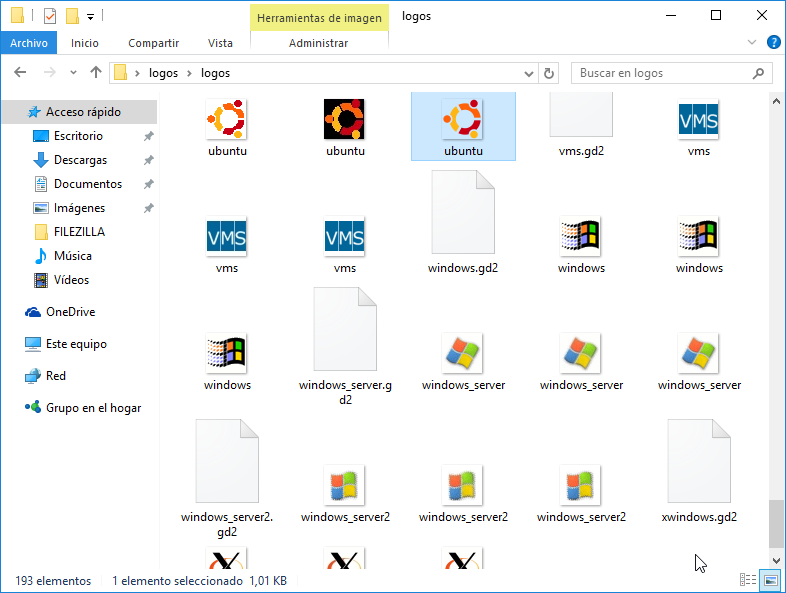 Herramientas de imagen
logos
Archivo
Inicio
Compartir
Vista
Administrar
logos
logos
Buscar en logos
Acceso rápido
Escritorio
Descargas
Documentos
Imágenes
FILEZILLA
Música
Vídeos
OneDrive
Este equipo
Red
Grupo en el hogar
ubuntu
ubuntu
ubuntu
vms.gd2
VMS
vms
VMS
vms
VMS
vms
windows.gd2
windows
windows
windows
windows_server.g
d2
windows_server
windows_server
windows_server
windows_server2.
gd2
windows_server2
windows_server2
windows_server2
xwindows.gd2
193 elementos
1 elemento seleccionado 1,01 KB